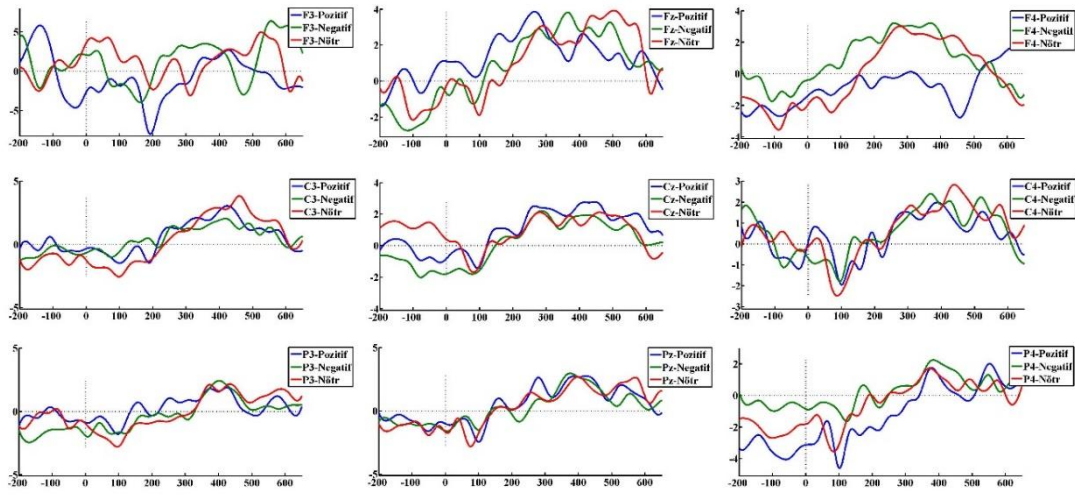 F3-Pozitif
F3-Negatif
F3-Nötr
5
0
-5
-200 -100 0 100 200 300 400 500 600
Fz-Pozitif
Fz-Negatif
Fz-Nötr
4
2
0
-2
-200 -100 0 100 200 300 400 500 600
F4-Pozitif
F4-Negatif
F4-Nötr
4
2
0
-2
-4
-200 -100 0 100 200 300 400 500 600
C3-Pozitif
C3-Negatif
C3-Nötr
5
0
-5
-200 -100 0 100 200 300 400 500 600
Cz-Pozitif
Cz-Negatif
Cz-Nötr
4
2
0
-2
-4
-200 -100 0 100 200 300 400 500 600
C4-Pozitif
C4-Negatif
C4-Nötr
3
2
1
0
-1
-2
-3
-200 -100 0 100 200 300 400 500 600
P3-Pozitif
P3-Negatif
P3-Nötr
5
0
-5
-200 -100 0 100 200 300 400 500 600
Pz-Pozitif
Pz-Negatif
Pz-Nötr
5
0
5
-200 -100 0 100 200 300 400 500 600
P4-Pozitif
P4-Negatif
P4-Nötr
2
0
-2
-4
-200 -100 0 100 200 300 400 500 600